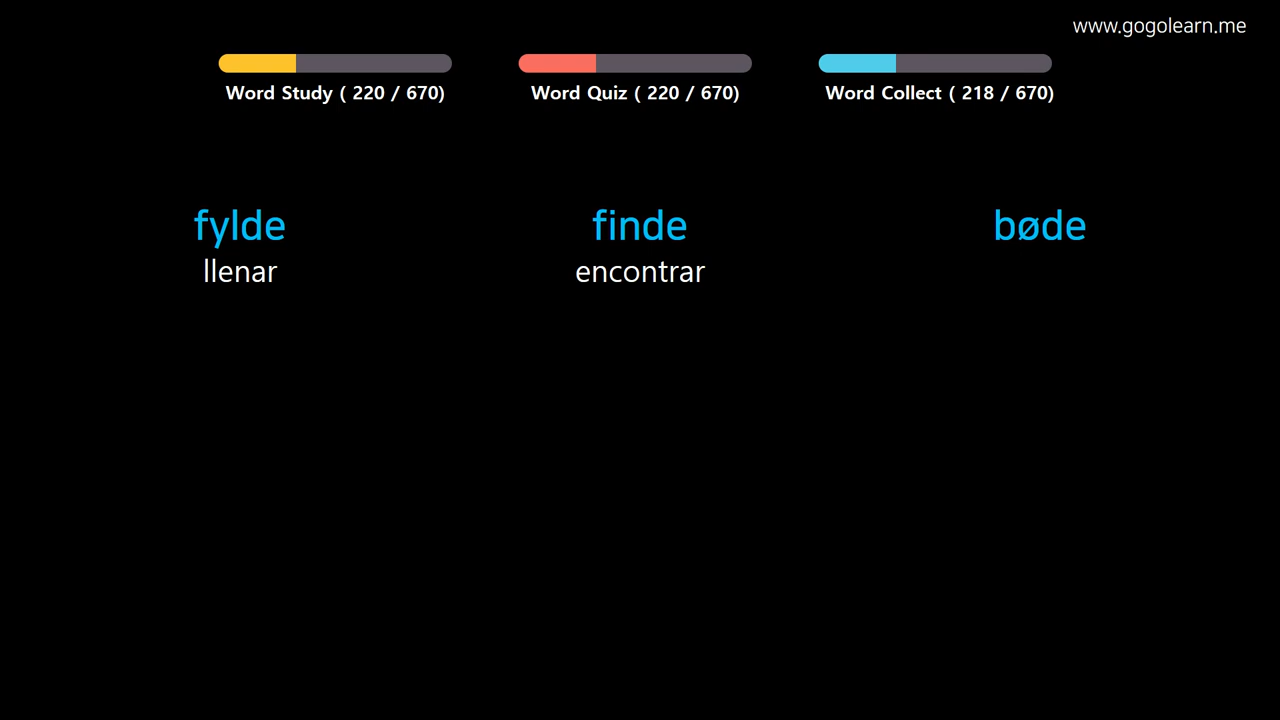 www.gogolearn.me
Word Study ( 220 / 670)
Word Quiz ( 220 / 670)
Word Collect ( 218 / 670)
fylde
llenar
finde
encontrar
bøde